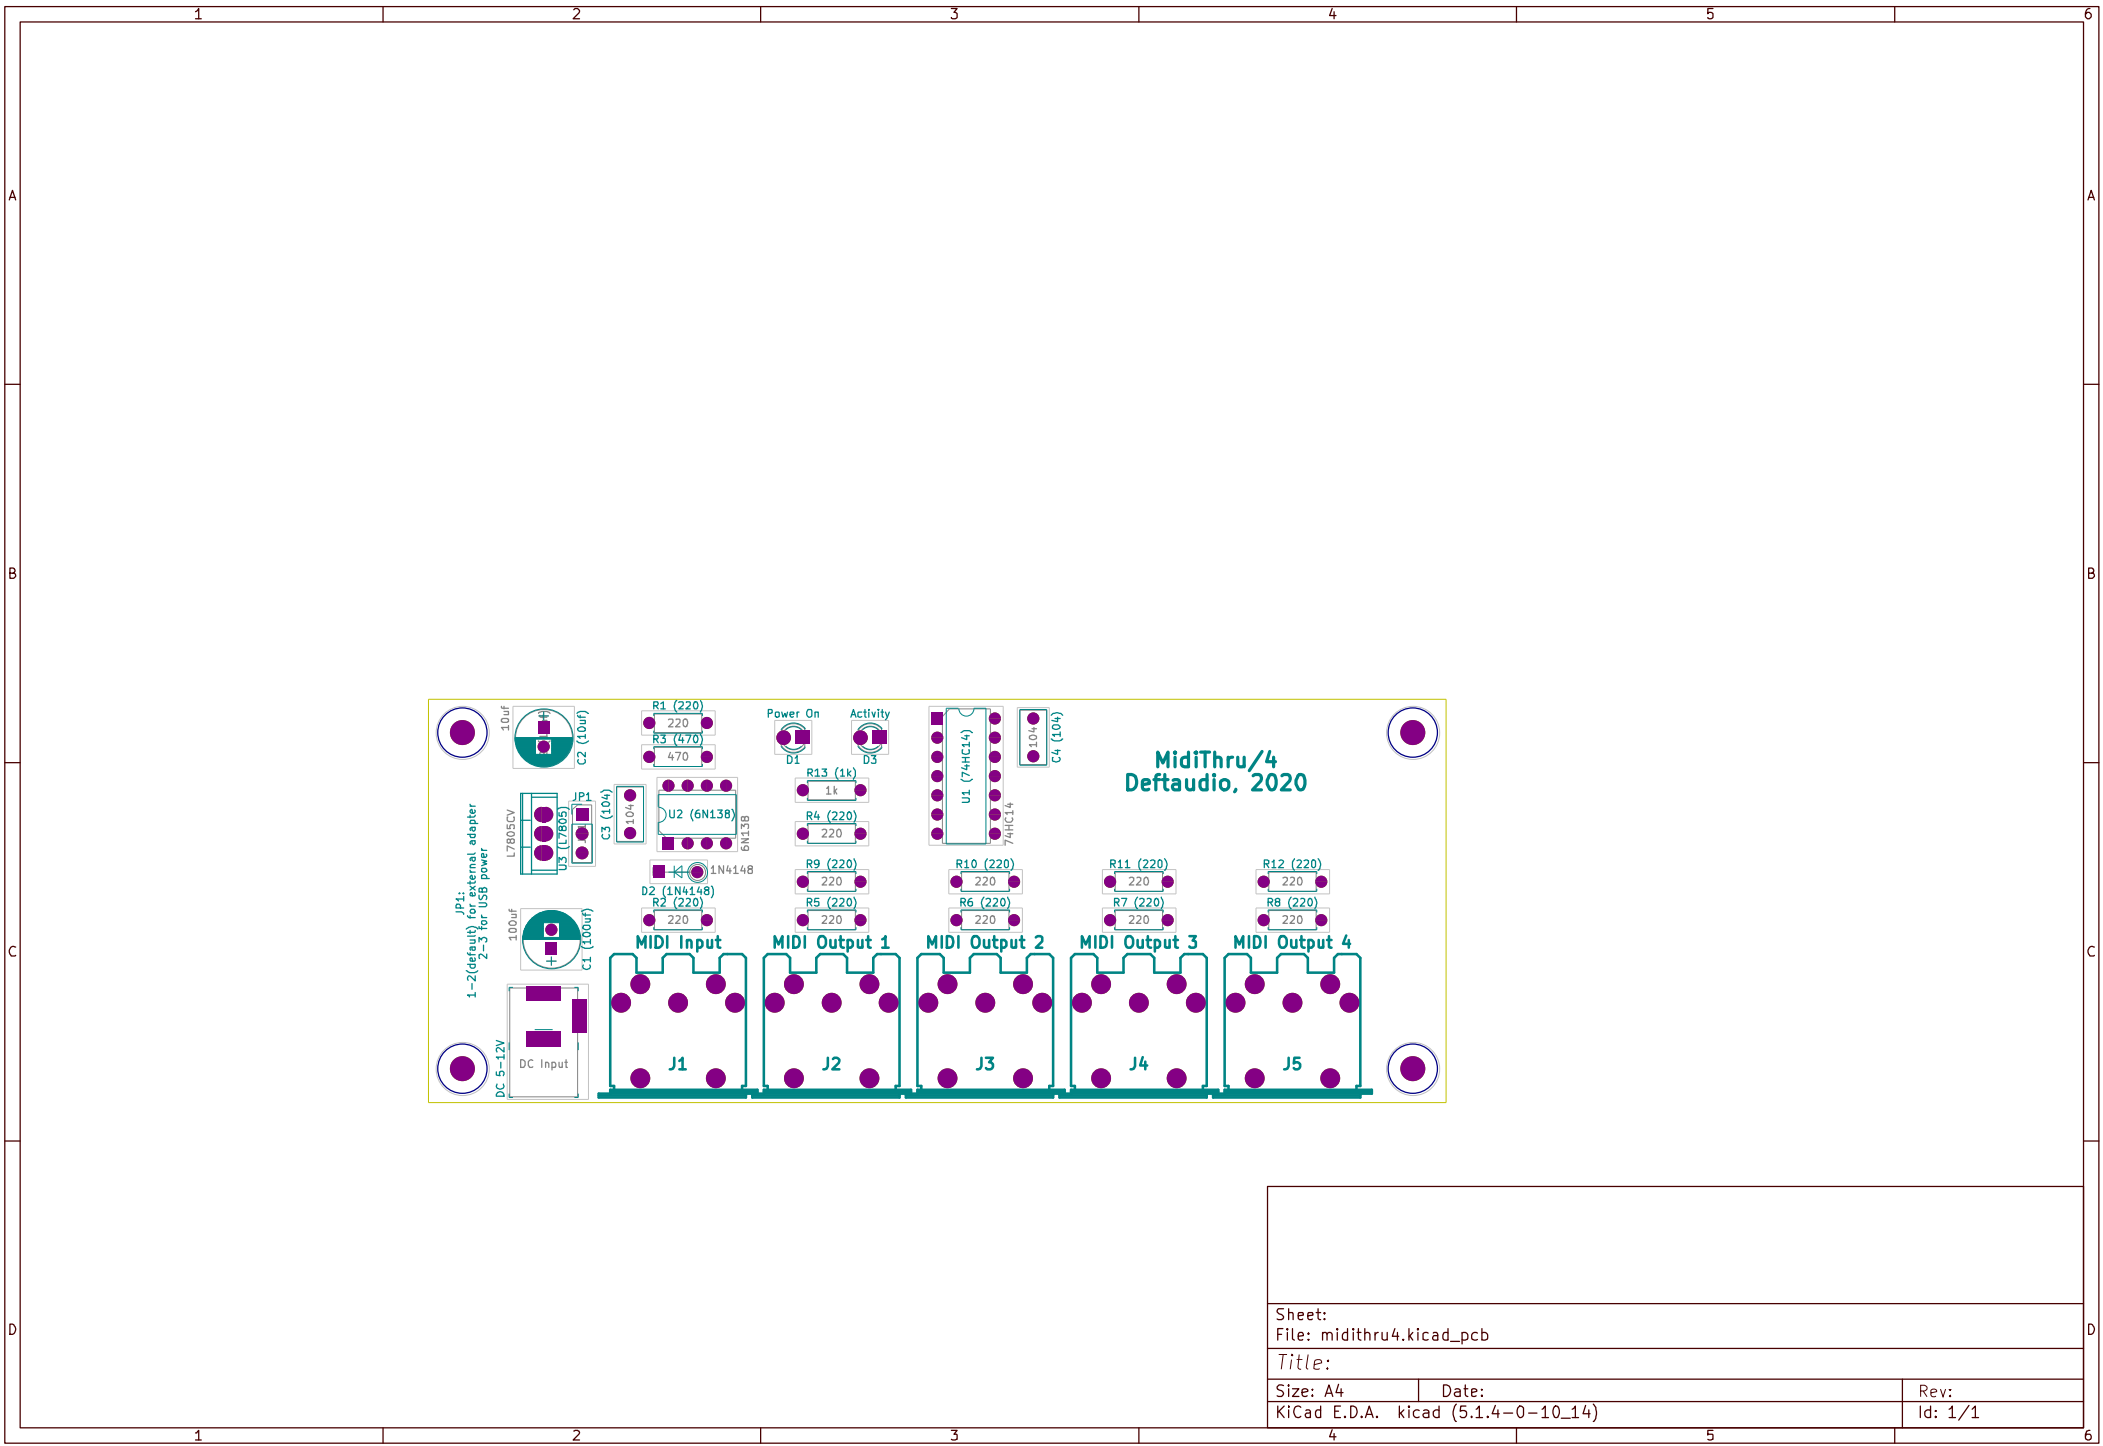 1 2 3 4 5 6
A A
B B
C C
D D
10uf
C2 (10uf)
R1 (220)
220
R3 (470)
470
Power On
D1
Activity
D3
U1 (74HC14)
74HC14
104
C4 (104)
MidiThru/4
Deftaudio, 2020
R13 (1k)
1k
R4 (220)
220
L7805CV
U3 (L7805)
JP1
C3 (104)
104
U2 (6N138)
6N138
1N4148
D2 (1N4148)
JP1:
1-2(default) for external adapter
2-3 for USB power
R9 (220)
220
R10 (220)
220
R11 (220)
220
R12 (220)
220
R2 (220)
220
R5 (220)
220
R6 (220)
220
R7 (220)
220
R8 (220)
220
100uf
C1 (100uf)
MIDI Input
MIDI Output 1
MIDI Output 2
MIDI Output 3
MIDI Output 4
DC 5-12V
DC Input
J1
J2
J3
J4
J5
Sheet:
File: midithru4.kicad_pcb
Title:
Size: A4 Date: Rev:
KiCad E.D.A. kicad (5.1.4-0-10_14) Id: 1/1
1 2 3 4 5 6